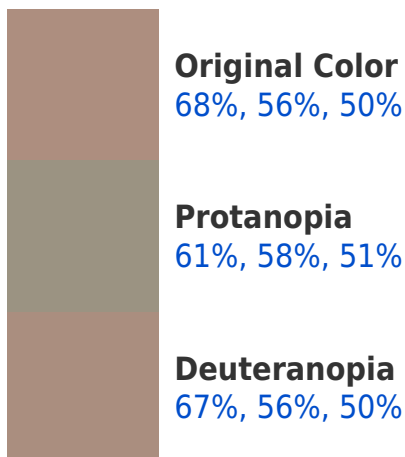 Original Color
68%, 56%, 50%
Protanopia
61%, 58%, 51%
Deuteranopia
67%, 56%, 50%